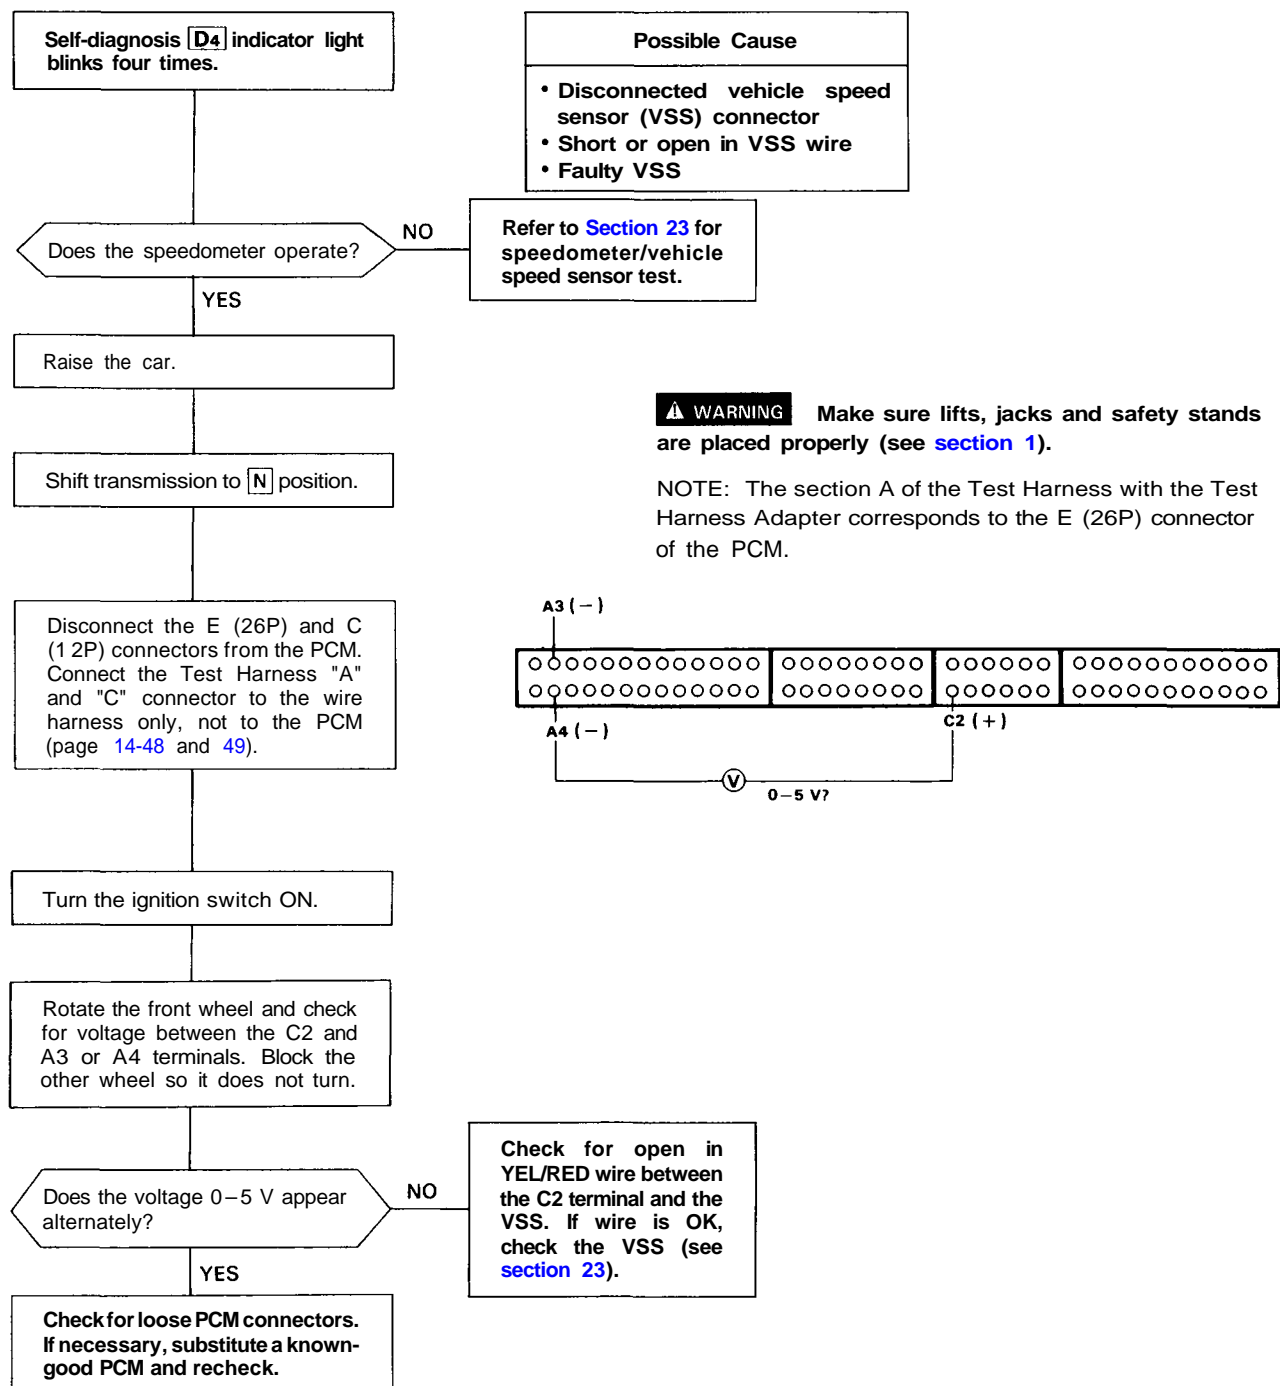 Self-diagnosis D4 indicator light
blinks four times.
Possible Cause
• Disconnected vehicle speed
sensor (VSS) connector
• Short or open in VSS wire
• Faulty VSS
Does the speedometer operate?
NO
Refer to Section 23 for
speedometer/vehicle
speed sensor test.
YES
Raise the car.
⚠ WARNING Make sure lifts, jacks and safety stands
are placed properly (see section 1).
Shift transmission to N position.
NOTE: The section A of the Test Harness with the Test
Harness Adapter corresponds to the E (26P) connector
of the PCM.
Disconnect the E (26P) and C
(1 2P) connectors from the PCM.
Connect the Test Harness "A"
and "C" connector to the wire
harness only, not to the PCM
(page 14-48 and 49).
A3 (−)
A4 (−)
C2 (+)
V
0−5 V?
Turn the ignition switch ON.
Rotate the front wheel and check
for voltage between the C2 and
A3 or A4 terminals. Block the
other wheel so it does not turn.
Does the voltage 0−5 V appear
alternately?
NO
Check for open in
YEL/RED wire between
the C2 terminal and the
VSS. If wire is OK,
check the VSS (see
section 23).
YES
Check for loose PCM connectors.
If necessary, substitute a known-
good PCM and recheck.